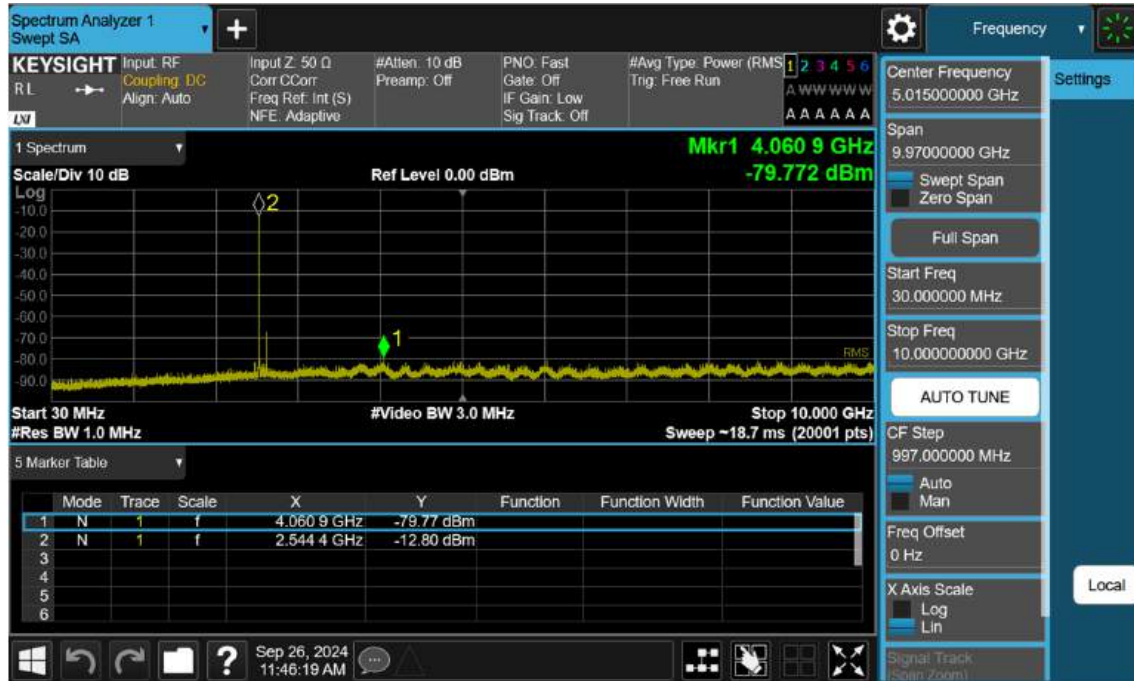 Spectrum Analyzer 1
Swept SA
Frequency
KEYSIGHT
RL
LXI
Input: RF
Coupling: DC
Align: Auto
Input Z: 50 Ω
Corr CCorr
Freq Ref: Int (S)
NFE: Adaptive
#Atten: 10 dB
Preamp: Off
PNO: Fast
Gate: Off
IF Gain: Low
Sig Track: Off
#Avg Type: Power (RMS
Trig: Free Run
1 2 3 4 5 6
A W W W W W
A A A A A A
1 Spectrum
Scale/Div 10 dB
Ref Level 0.00 dBm
Mkr1 4.060 9 GHz
-79.772 dBm
Log
-10.0
-20.0
-30.0
-40.0
-50.0
-60.0
-70.0
-80.0
-90.0
2
1
RMS
Start 30 MHz
#Video BW 3.0 MHz
Stop 10.000 GHz
#Res BW 1.0 MHz
Sweep ~18.7 ms (20001 pts)
5 Marker Table
Mode Trace Scale X Y Function Function Width Function Value
1 N 1 f 4.060 9 GHz -79.77 dBm
2 N 1 f 2.544 4 GHz -12.80 dBm
3
4
5
6
Sep 26, 2024
11:46:19 AM
Center Frequency
5.015000000 GHz
Settings
Span
9.97000000 GHz
Swept Span
Zero Span
Full Span
Start Freq
30.000000 MHz
Stop Freq
10.000000000 GHz
AUTO TUNE
CF Step
997.000000 MHz
Auto
Man
Freq Offset
0 Hz
X Axis Scale
Log
Lin
Local
Signal Track
(Span Zoom)